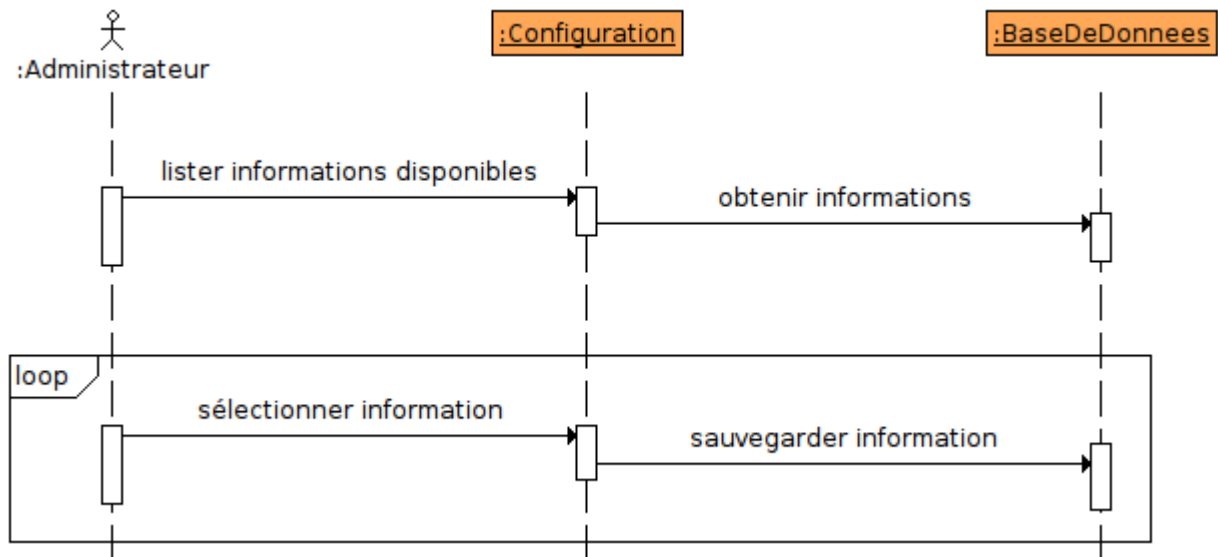 :Administrateur
:Configuration
:BaseDeDonnees
lister informations disponibles
obtenir informations
loop
sélectionner information
sauvegarder information